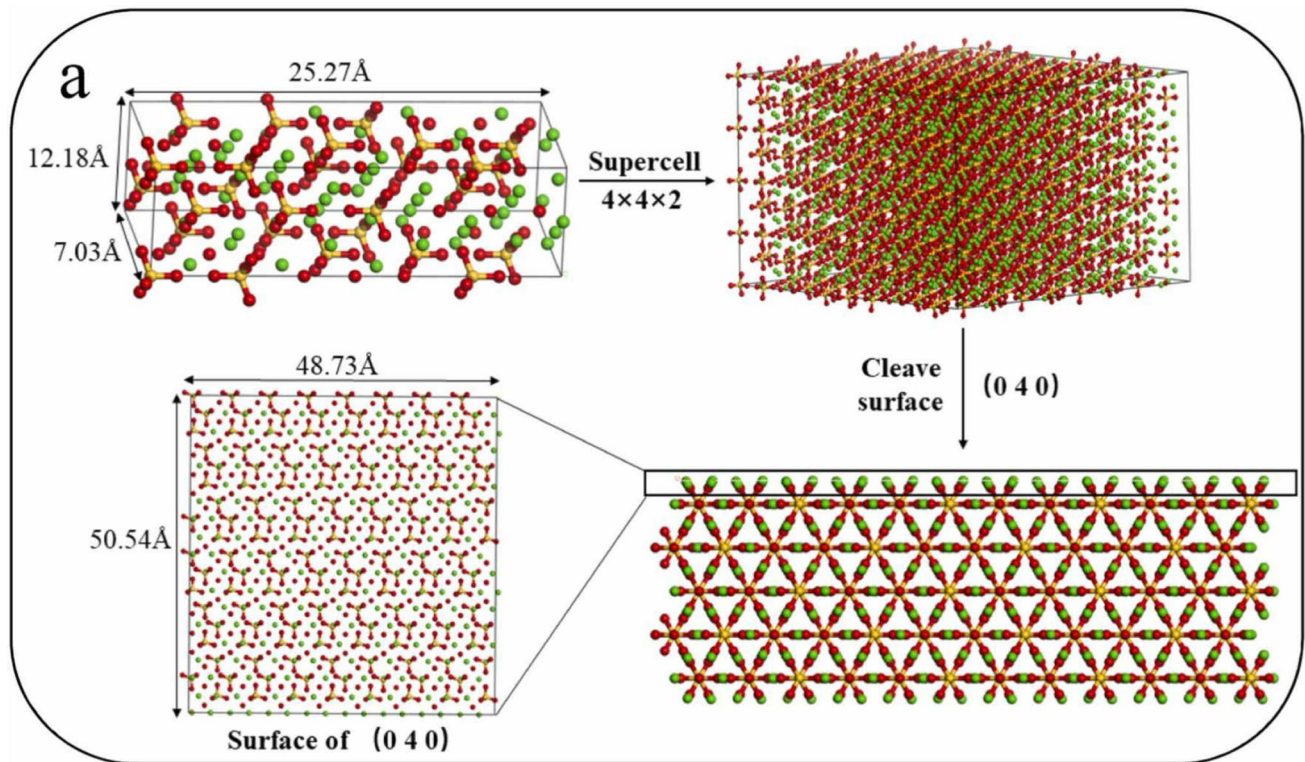 a
25.27Å
12.18Å
7.03Å
Supercell
4×4×2
Cleave
surface
(0 4 0)
48.73Å
50.54Å
Surface of (0 4 0)